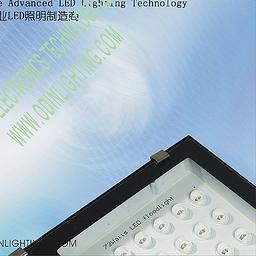 e Advanced LED Lighting Technology
业LED照明制造商
ELECTRONICS TECHNOLOGY
WWW.ODINLIGHTING.COM
72watts LED floodlight
NLIGHTING.COM